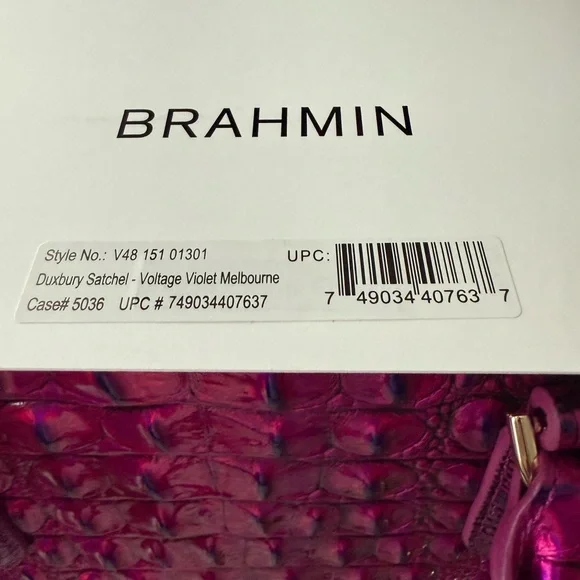 BRAHMIN
Style No.: V48 151 01301
UPC:
Duxbury Satchel - Voltage Violet Melbourne
Case# 5036 UPC # 749034407637
7 49034 40763 7